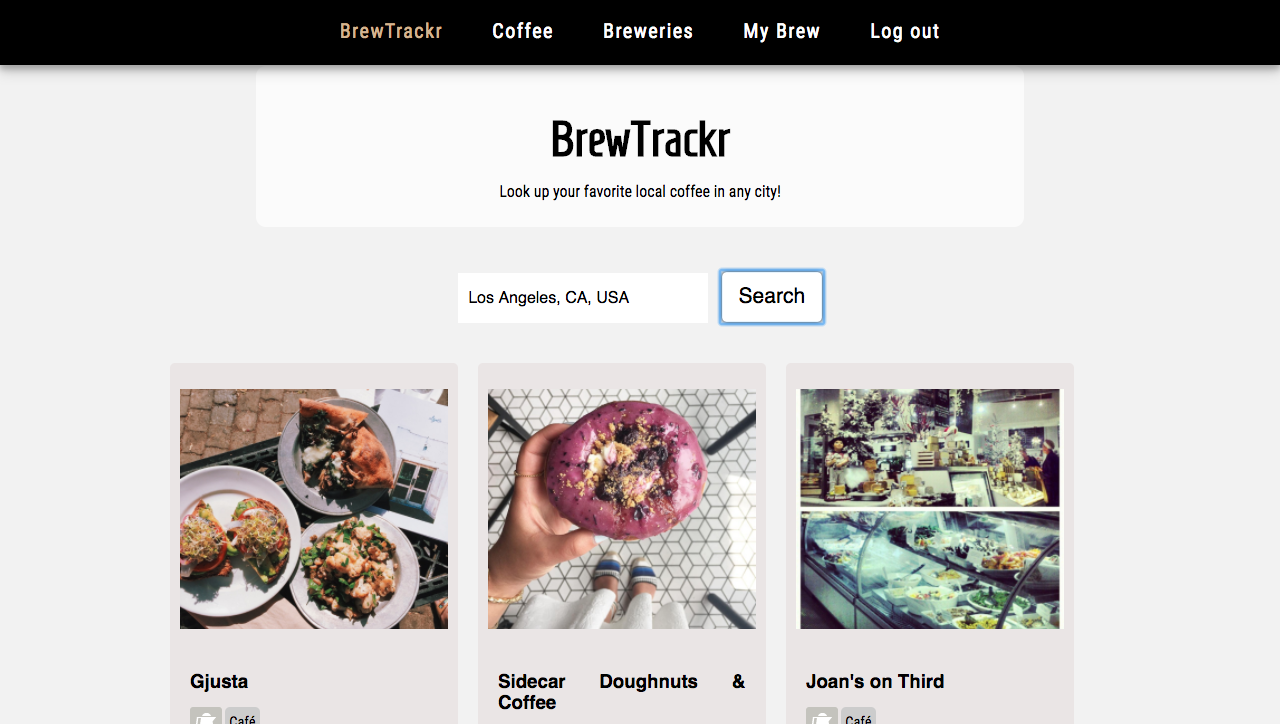 BrewTrackr Coffee Breweries My Brew Log out
BrewTrackr
Look up your favorite local coffee in any city!
Los Angeles, CA, USA Search
Gjusta
Sidecar Doughnuts &
Coffee
Joan's on Third
Café
Café